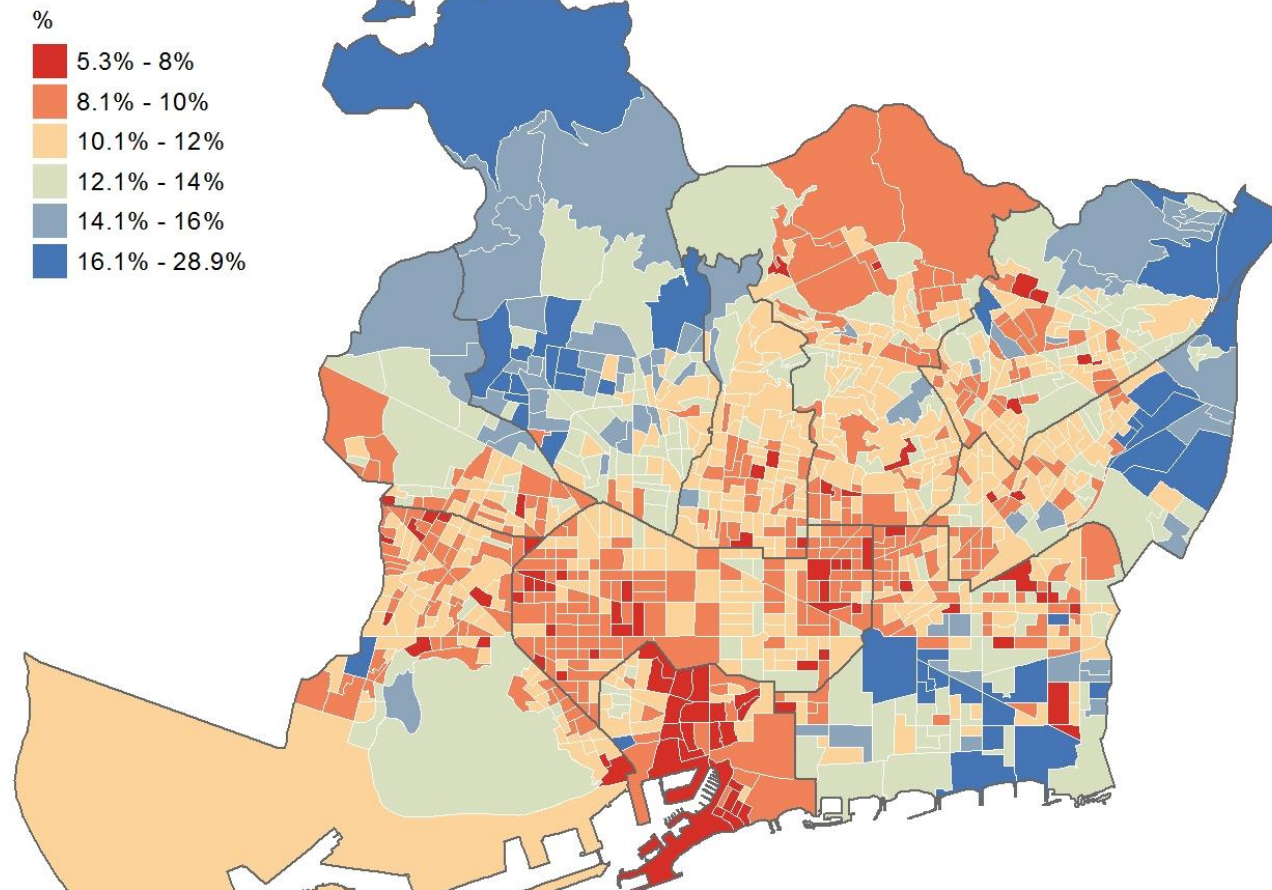 %
5.3% - 8%
8.1% - 10%
10.1% - 12%
12.1% - 14%
14.1% - 16%
16.1% - 28.9%